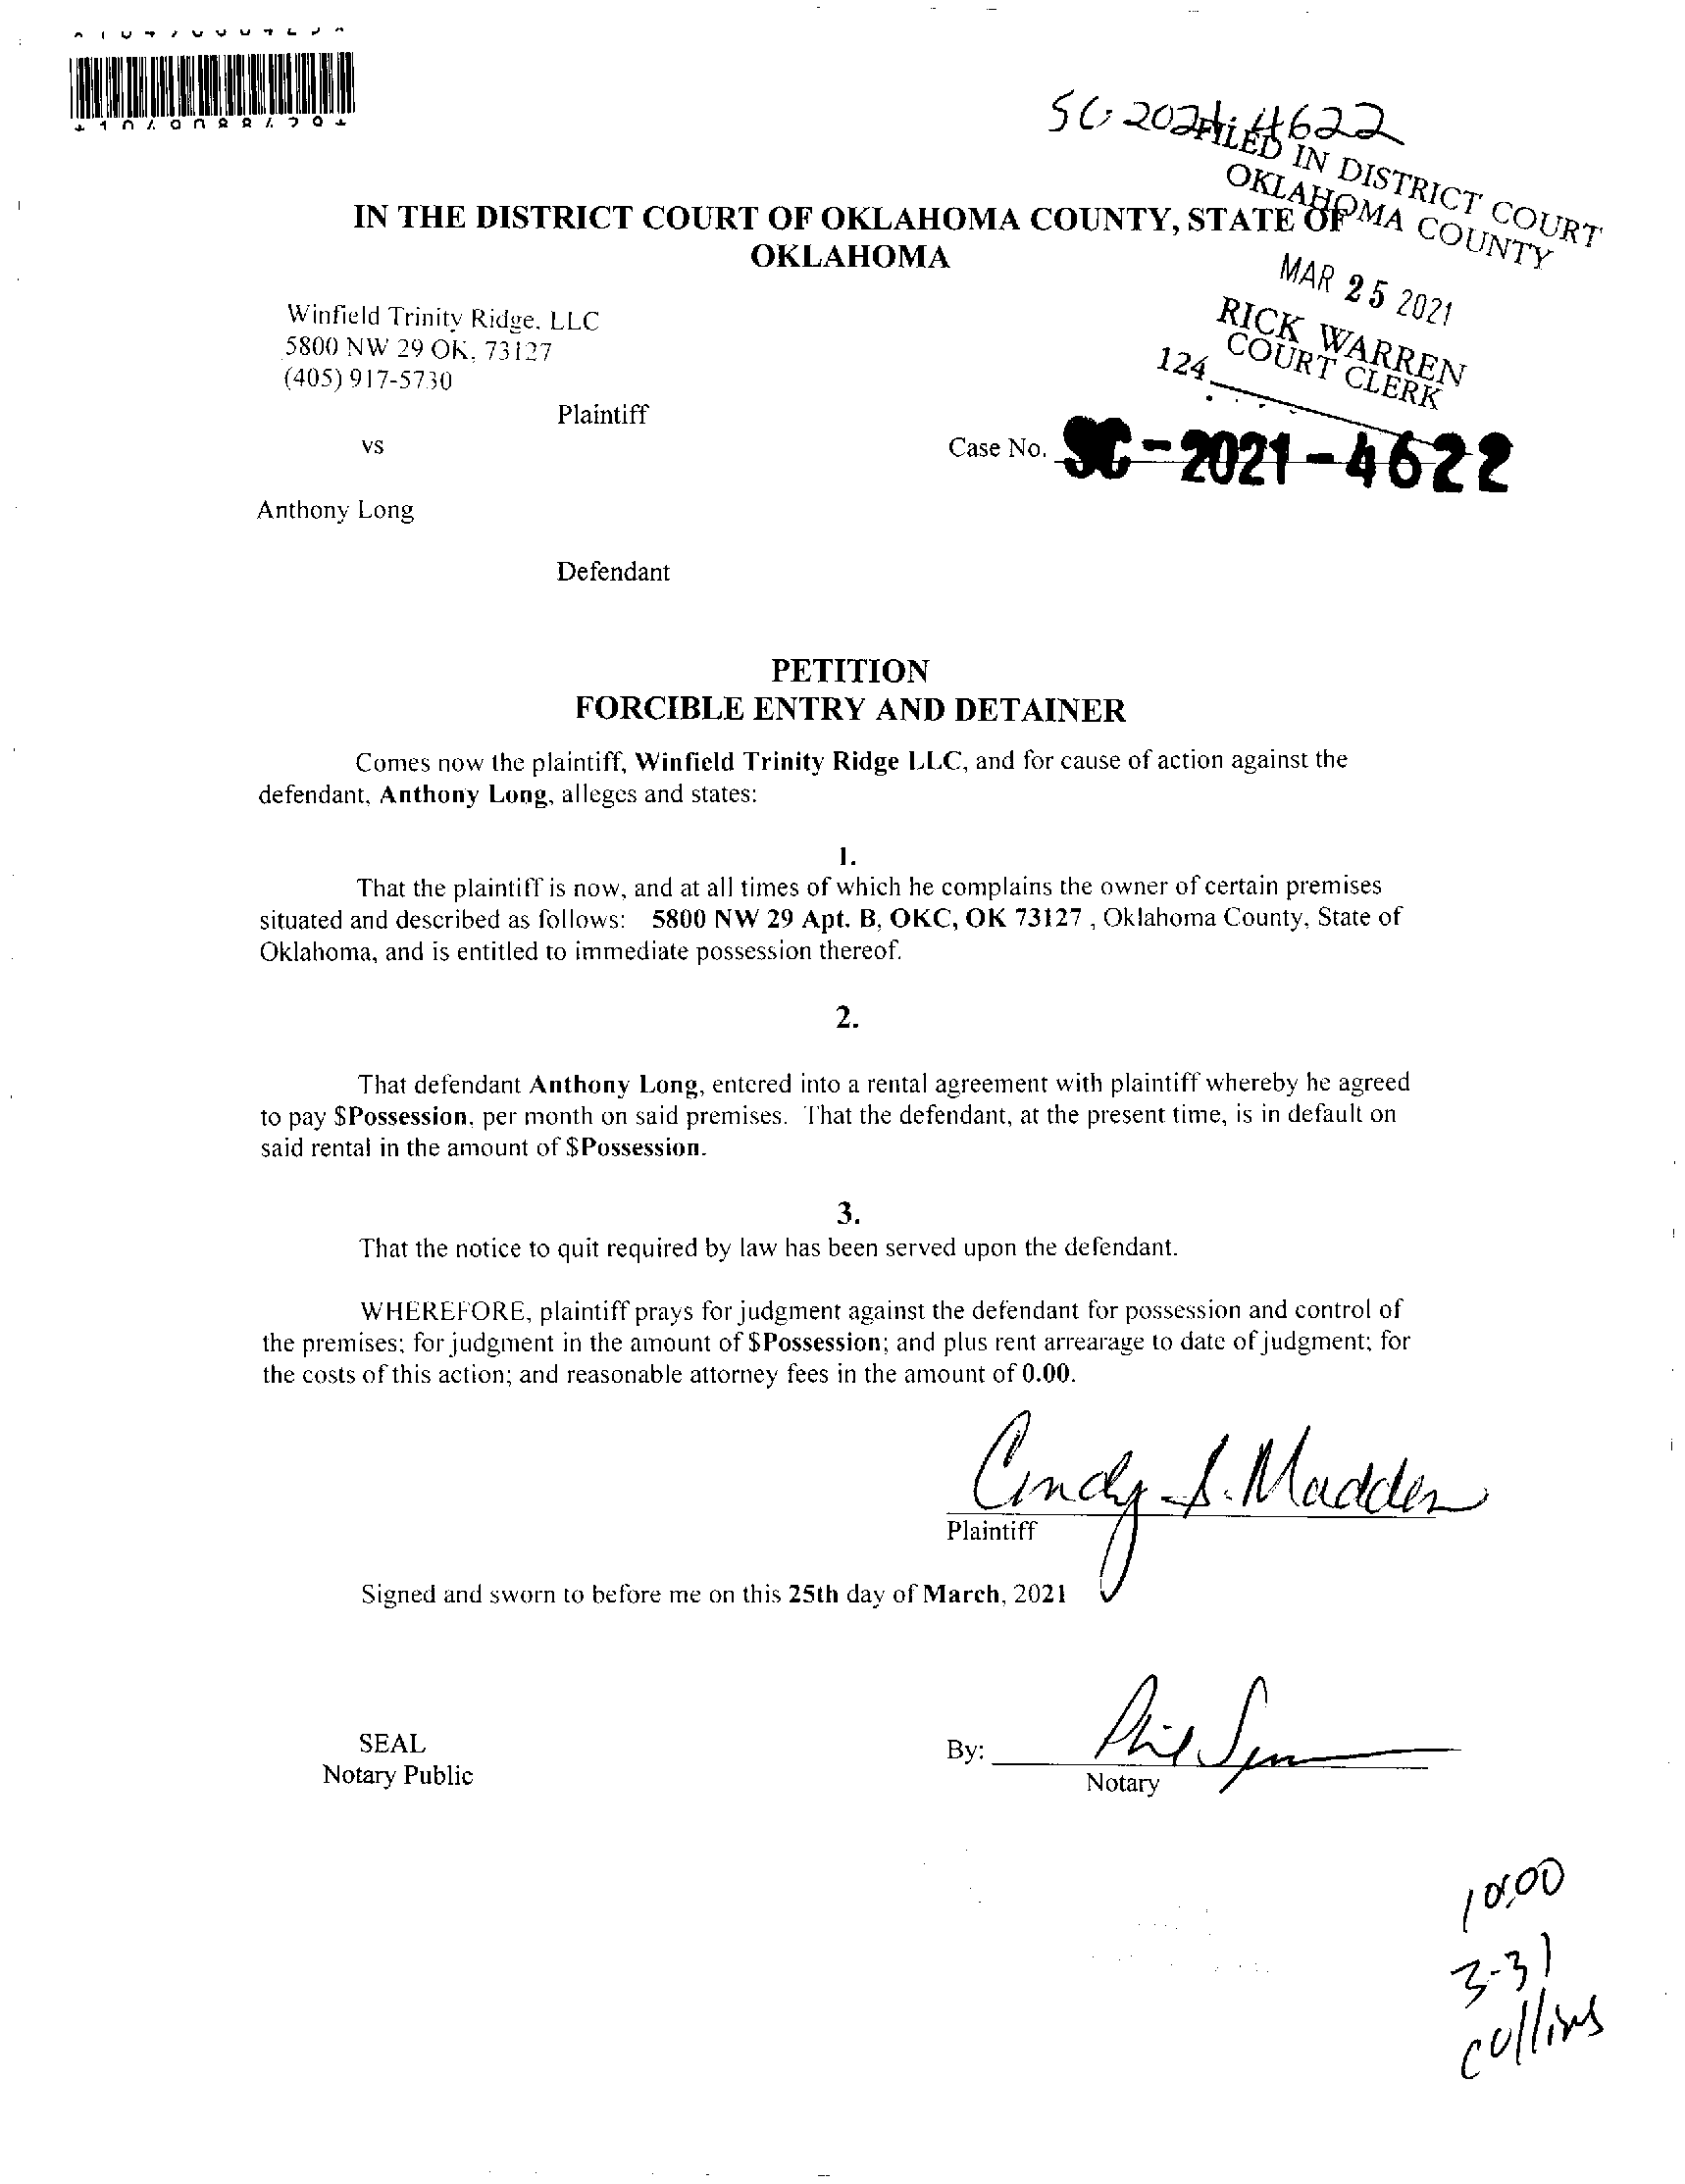 SC 2021 4622
FILED IN DISTRICT COURT
OKLAHOMA COUNTY
MAR 25 2021
RICK WARREN
COURT CLERK
124
IN THE DISTRICT COURT OF OKLAHOMA COUNTY, STATE OF
OKLAHOMA
Winfield Trinity Ridge, LLC
5800 NW 29 OK, 73127
(405) 917-5730
Plaintiff
vs
Case No. SC-2021-4622
Anthony Long
Defendant
PETITION
FORCIBLE ENTRY AND DETAINER
Comes now the plaintiff, Winfield Trinity Ridge LLC, and for cause of action against the
defendant, Anthony Long, alleges and states:
1.
That the plaintiff is now, and at all times of which he complains the owner of certain premises
situated and described as follows: 5800 NW 29 Apt. B, OKC, OK 73127 , Oklahoma County, State of
Oklahoma, and is entitled to immediate possession thereof.
2.
That defendant Anthony Long, entered into a rental agreement with plaintiff whereby he agreed
to pay $Possession, per month on said premises. That the defendant, at the present time, is in default on
said rental in the amount of $Possession.
3.
That the notice to quit required by law has been served upon the defendant.
WHEREFORE, plaintiff prays for judgment against the defendant for possession and control of
the premises; for judgment in the amount of $Possession; and plus rent arrearage to date of judgment; for
the costs of this action; and reasonable attorney fees in the amount of 0.00.
Cindy S. Madden
Plaintiff
Signed and sworn to before me on this 25th day of March, 2021
SEAL
Notary Public
By: Phil
Notary
3-31
collins